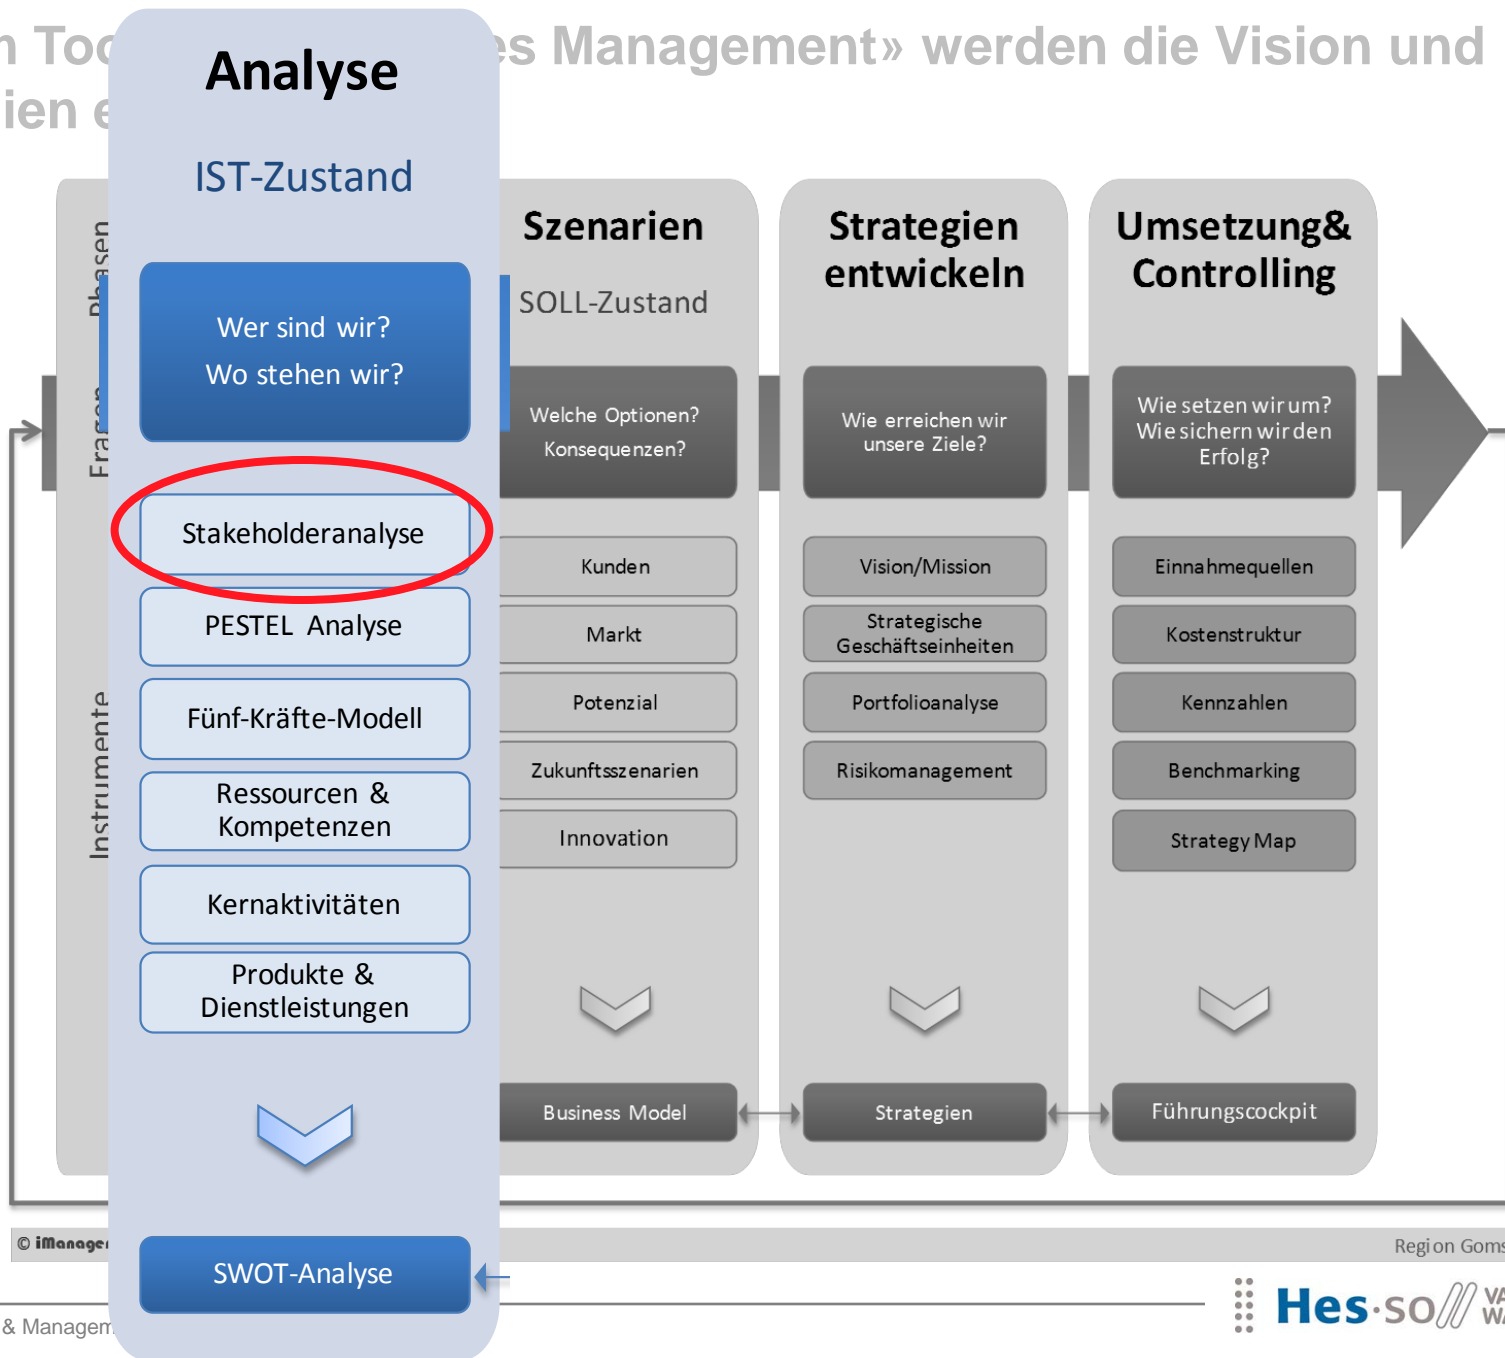 Management» werden die Vision und
Analyse
IST-Zustand
Wer sind wir?
Wo stehen wir?
Stakeholderanalyse
PESTEL Analyse
Fünf-Kräfte-Modell
Ressourcen &
Kompetenzen
Kernaktivitäten
Produkte &
Dienstleistungen
SWOT-Analyse
Phasen
Fragen
Instrumente
Szenarien
SOLL-Zustand
Welche Optionen?
Konsequenzen?
Kunden
Markt
Potenzial
Zukunftsszenarien
Innovation
Business Model
Strategien
entwickeln
Wie erreichen wir
unsere Ziele?
Vision/Mission
Strategische
Geschäftseinheiten
Portfolioanalyse
Risikomanagement
Strategien
Umsetzung&
Controlling
Wie setzen wir um?
Wie sichern wir den
Erfolg?
Einnahmequellen
Kostenstruktur
Kennzahlen
Benchmarking
Strategy Map
Führungscockpit
©
Region Goms
&
Hes·so